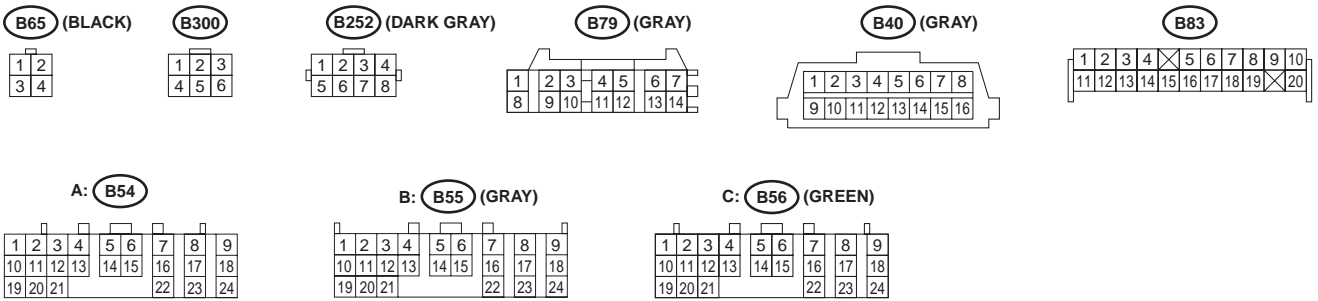 B65 (BLACK) B300 B252 (DARK GRAY) B79 (GRAY) B40 (GRAY) B83
1 2
3 4
1 2 3
4 5 6
1 2 3 4
5 6 7 8
1 2 3 4 5 6 7
8 9 10 11 12 13 14
1 2 3 4 5 6 7 8
9 10 11 12 13 14 15 16
1 2 3 4 5 6 7 8 9 10
11 12 13 14 15 16 17 18 19 20
A: B54 B: B55 (GRAY) C: B56 (GREEN)
1 2 3 4 5 6 7 8 9
10 11 12 13 14 15 16 17 18
19 20 21 22 23 24
1 2 3 4 5 6 7 8 9
10 11 12 13 14 15 16 17 18
19 20 21 22 23 24
1 2 3 4 5 6 7 8 9
10 11 12 13 14 15 16 17 18
19 20 21 22 23 24